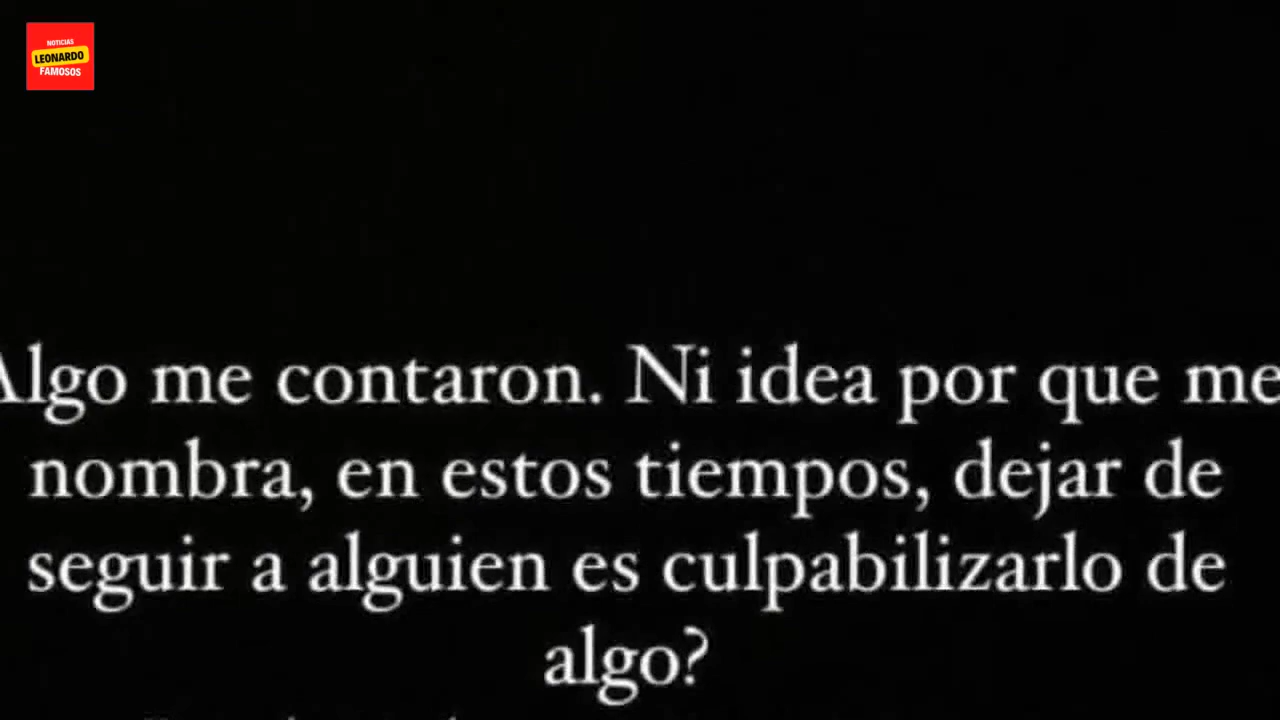 NOTICIAS
LEONARDO
FAMOSOS
Algo me contaron. Ni idea por que me
nombra, en estos tiempos, dejar de
seguir a alguien es culpabilizarlo de
algo?